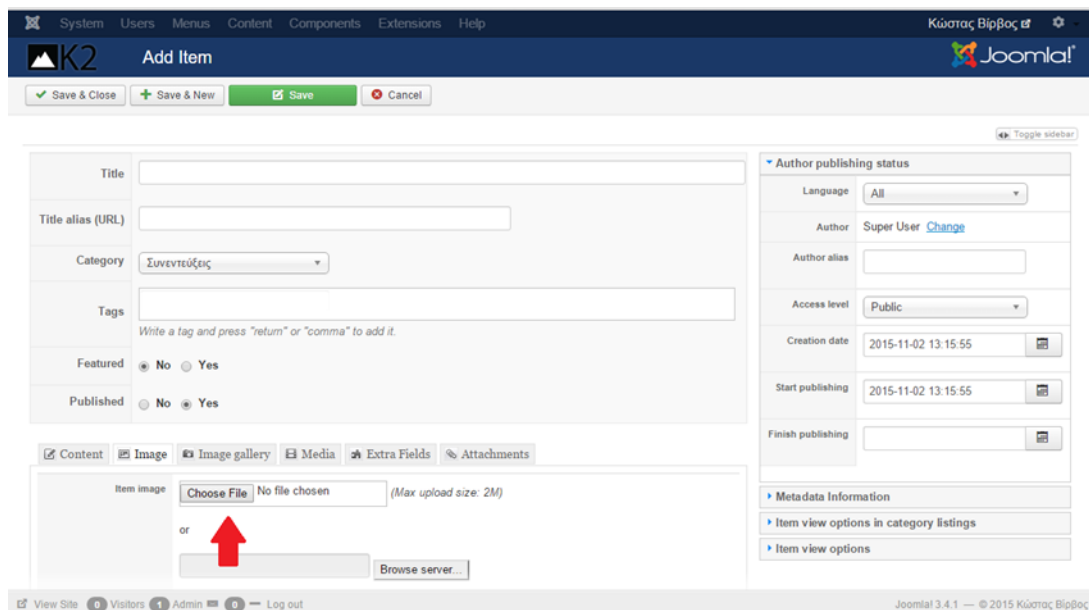 System Users Menus Content Components Extensions Help Κώστας Βίρβος
K2 Add Item Joomla!
Save & Close Save & New Save Cancel
Toggle sidebar
Title
Title alias (URL)
Category Συνεντεύξεις
Tags
Write a tag and press "return" or "comma" to add it.
Featured No Yes
Published No Yes
Author publishing status
Language All
Author Super User Change
Author alias
Access level Public
Creation date 2015-11-02 13:15:55
Start publishing 2015-11-02 13:15:55
Finish publishing
Metadata Information
Item view options in category listings
Item view options
Content Image Image gallery Media Extra Fields Attachments
Item image Choose File No file chosen (Max upload size: 2M)
or
Browse server...
View Site 0 Visitors 1 Admin 0 Log out Joomla! 3.4.1 — © 2015 Κώστας Βίρβος